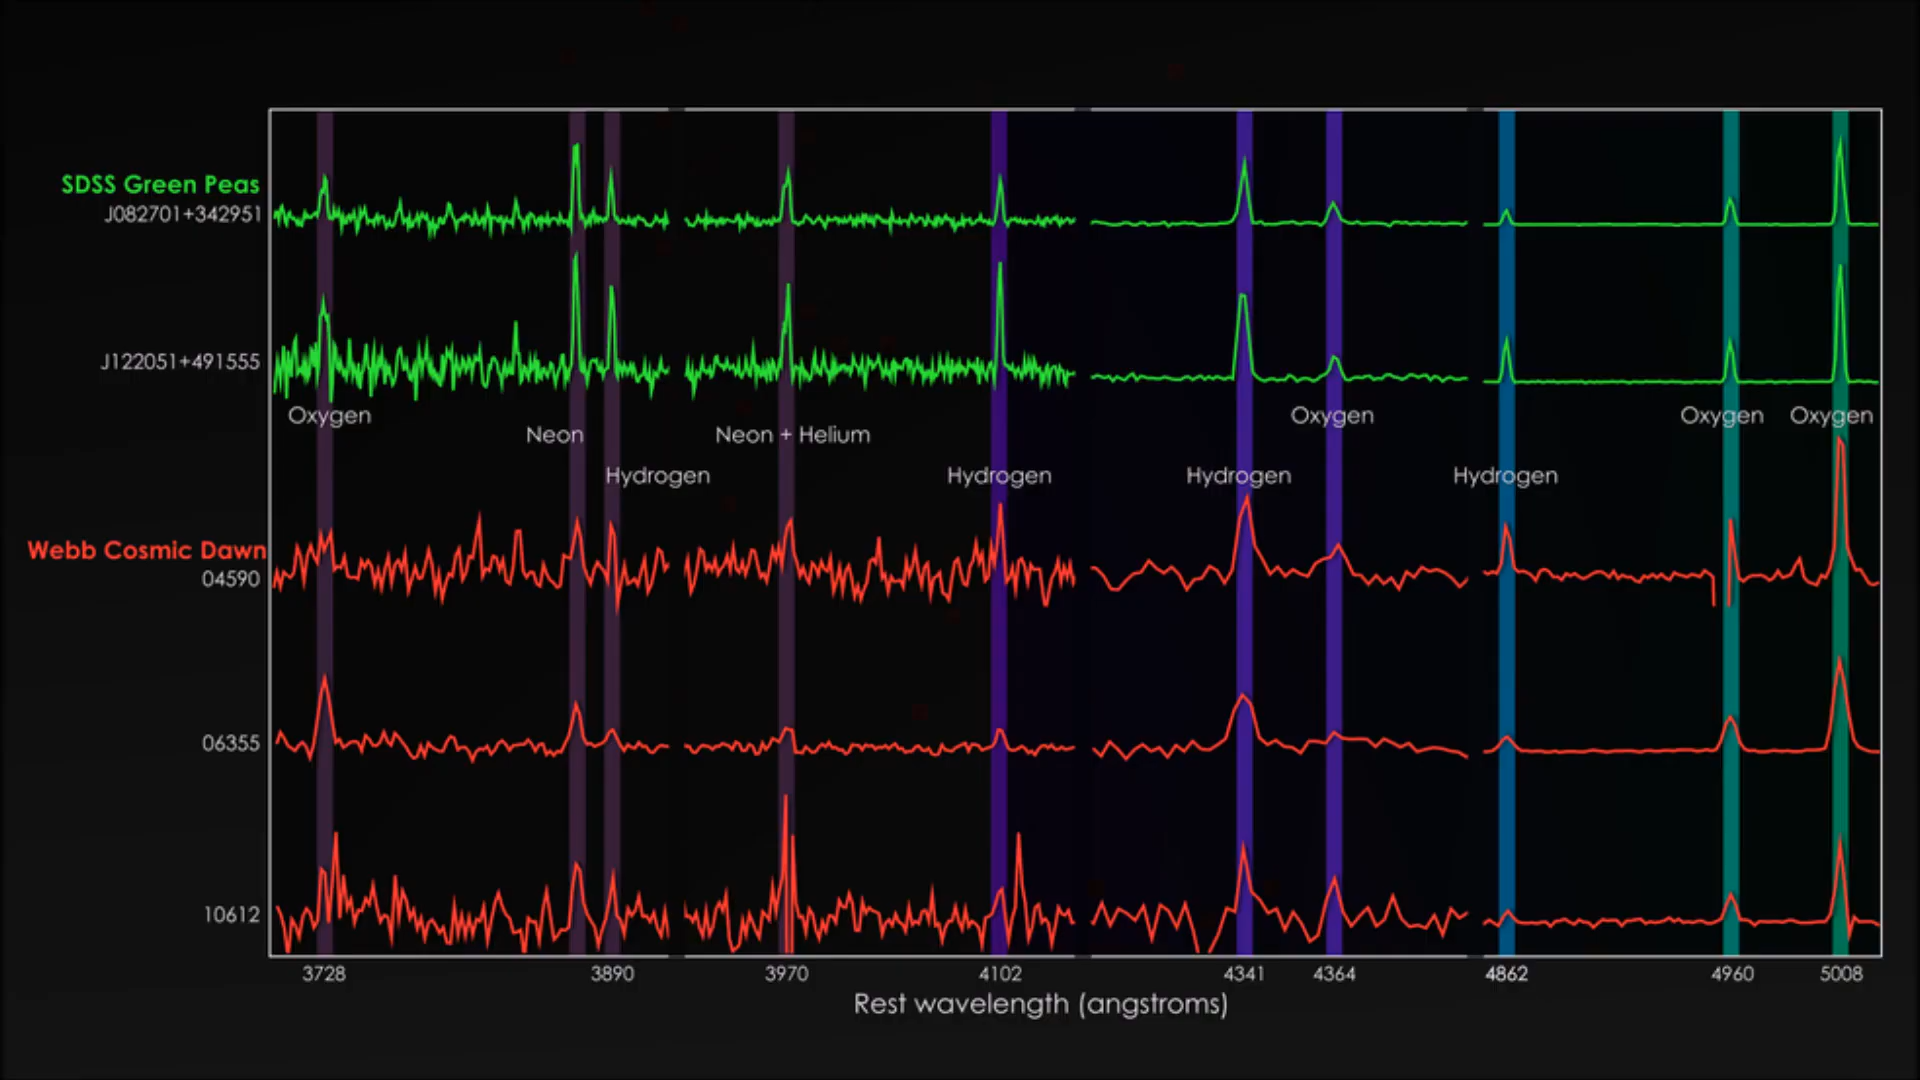 SDSS Green Peas
J082701+342951
J122051+491555
Oxygen
Oxygen
Oxygen
Oxygen
Neon
Neon + Helium
Hydrogen
Hydrogen
Hydrogen
Hydrogen
Webb Cosmic Dawn
04590
06355
10612
3728
3890
3970
4102
4341
4364
4862
4960
5008
Rest wavelength (angstroms)